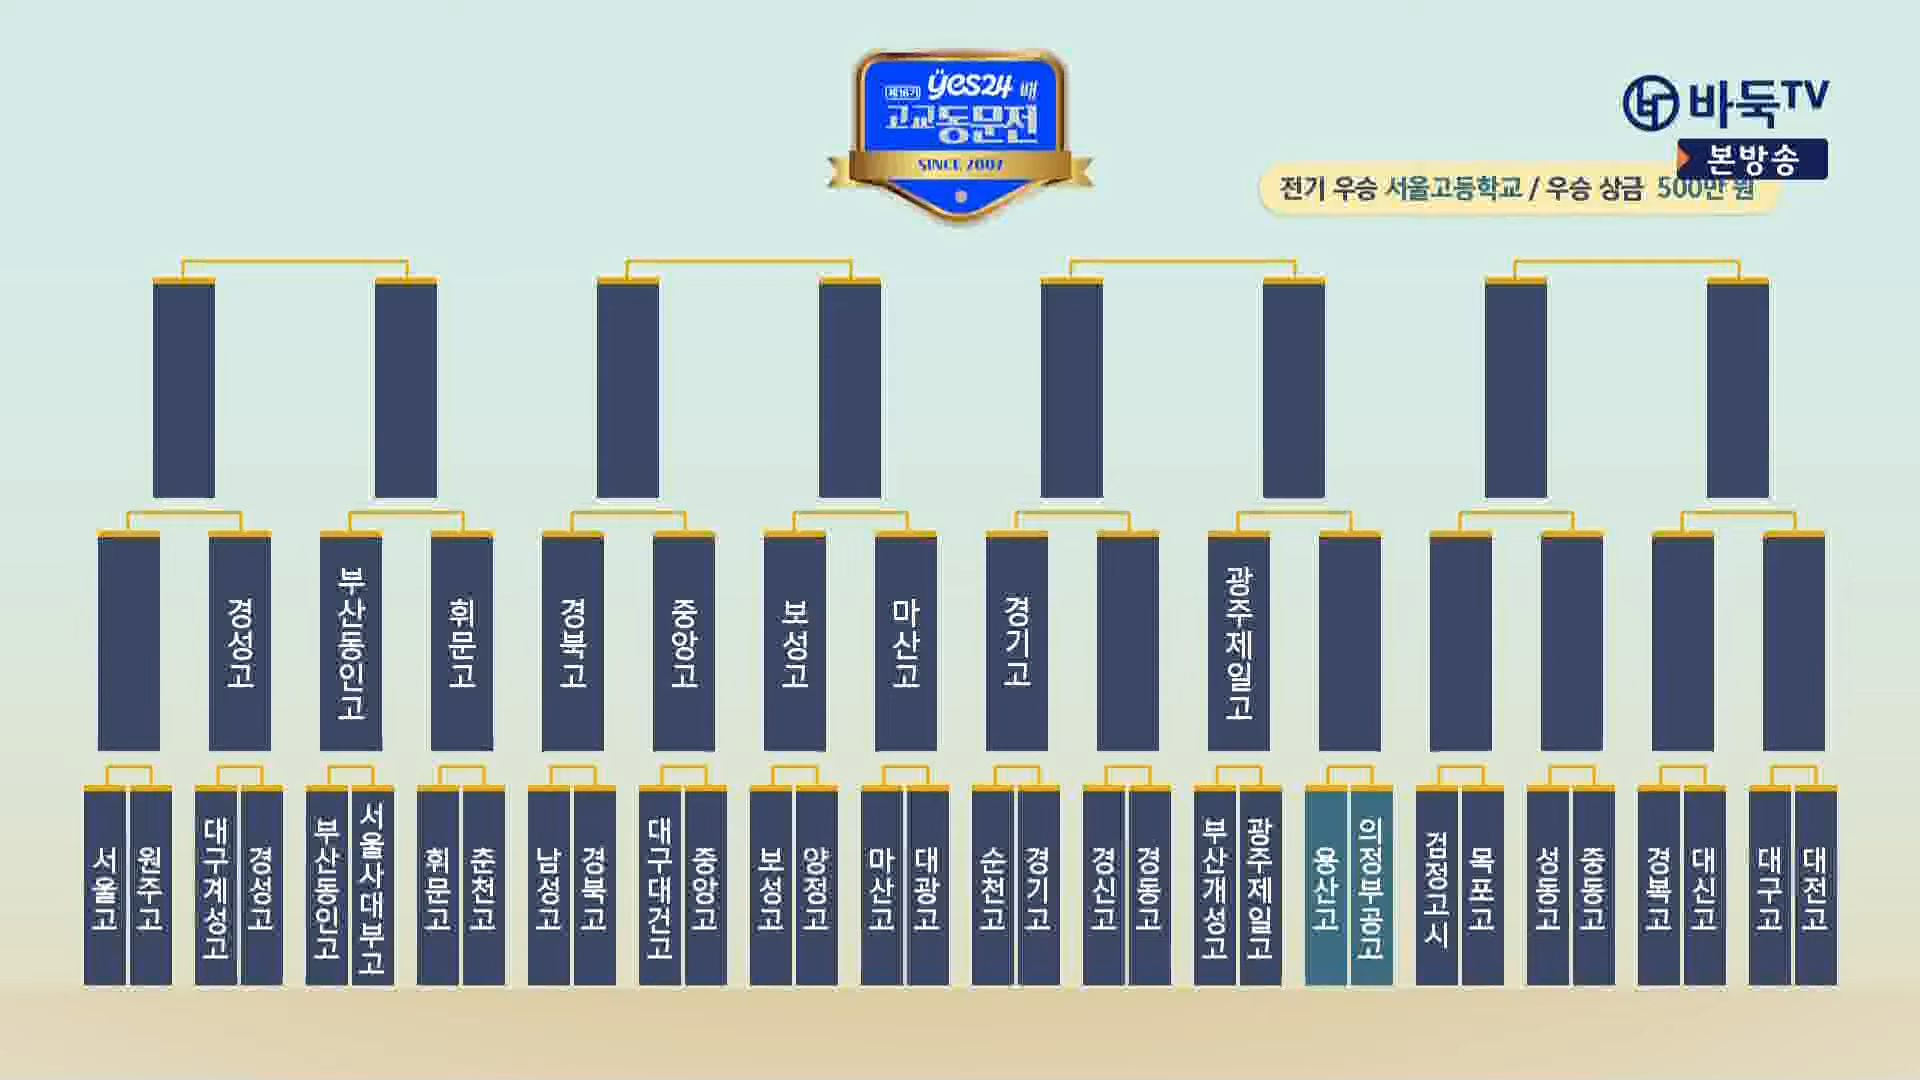 제16기 yes24 배
고교동문전
SINCE 2007
바둑TV
본방송
전기 우승 서울고등학교 / 우승 상금 500만 원
경성고
부산동인고
휘문고
경북고
중앙고
보성고
마산고
경기고
광주제일고
서울고
원주고
대구계성고
경성고
부산동인고
서울사대부고
휘문고
춘천고
남성고
경북고
대구대건고
중앙고
보성고
양정고
마산고
대광고
순천고
경기고
경신고
경동고
부산개성고
광주제일고
용산고
의정부공고
검정고시
목포고
성동고
중동고
경복고
대신고
대구고
대전고